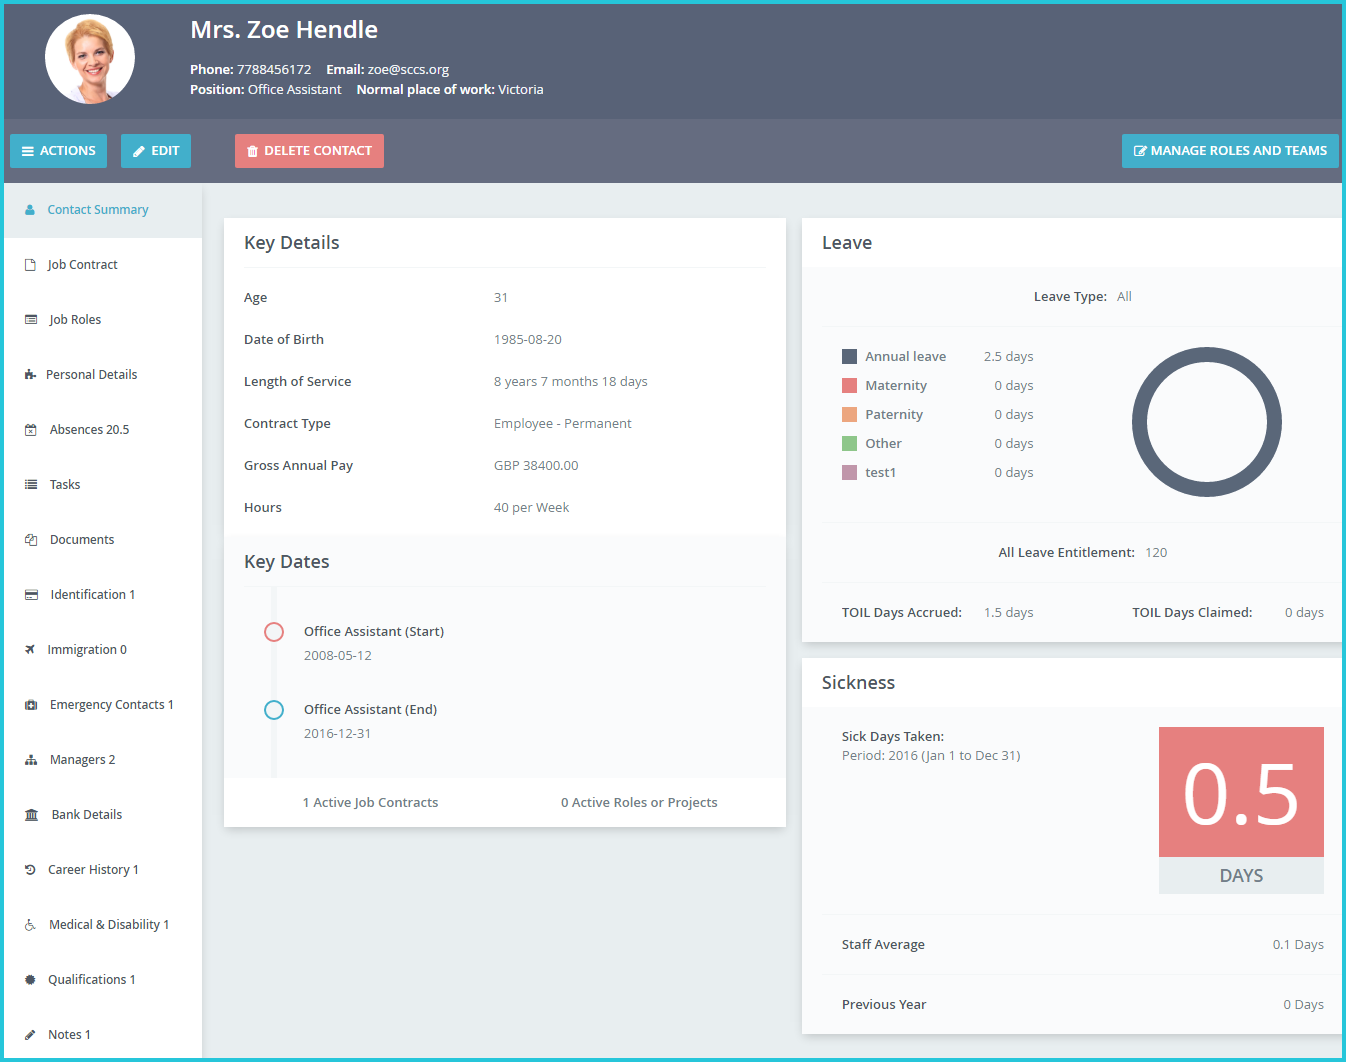 Mrs. Zoe Hendle
Phone: 7788456172 Email: zoe@sccs.org
Position: Office Assistant Normal place of work: Victoria
ACTIONS EDIT DELETE CONTACT MANAGE ROLES AND TEAMS
Contact Summary
Job Contract
Job Roles
Personal Details
Absences 20.5
Tasks
Documents
Identification 1
Immigration 0
Emergency Contacts 1
Managers 2
Bank Details
Career History 1
Medical & Disability 1
Qualifications 1
Notes 1
Key Details
Age 31
Date of Birth 1985-08-20
Length of Service 8 years 7 months 18 days
Contract Type Employee - Permanent
Gross Annual Pay GBP 38400.00
Hours 40 per Week
Key Dates
Office Assistant (Start)
2008-05-12
Office Assistant (End)
2016-12-31
1 Active Job Contracts 0 Active Roles or Projects
Leave
Leave Type: All
Annual leave 2.5 days
Maternity 0 days
Paternity 0 days
Other 0 days
test1 0 days
All Leave Entitlement: 120
TOIL Days Accrued: 1.5 days TOIL Days Claimed: 0 days
Sickness
Sick Days Taken:
Period: 2016 (Jan 1 to Dec 31)
0.5
DAYS
Staff Average 0.1 Days
Previous Year 0 Days